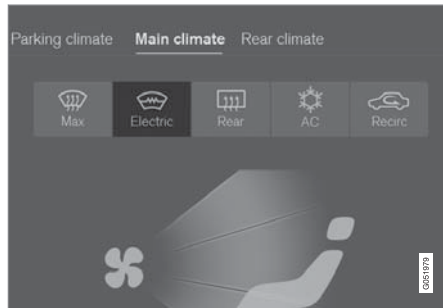 Parking climate Main climate Rear climate
Max Electric Rear AC Recirc
G051979